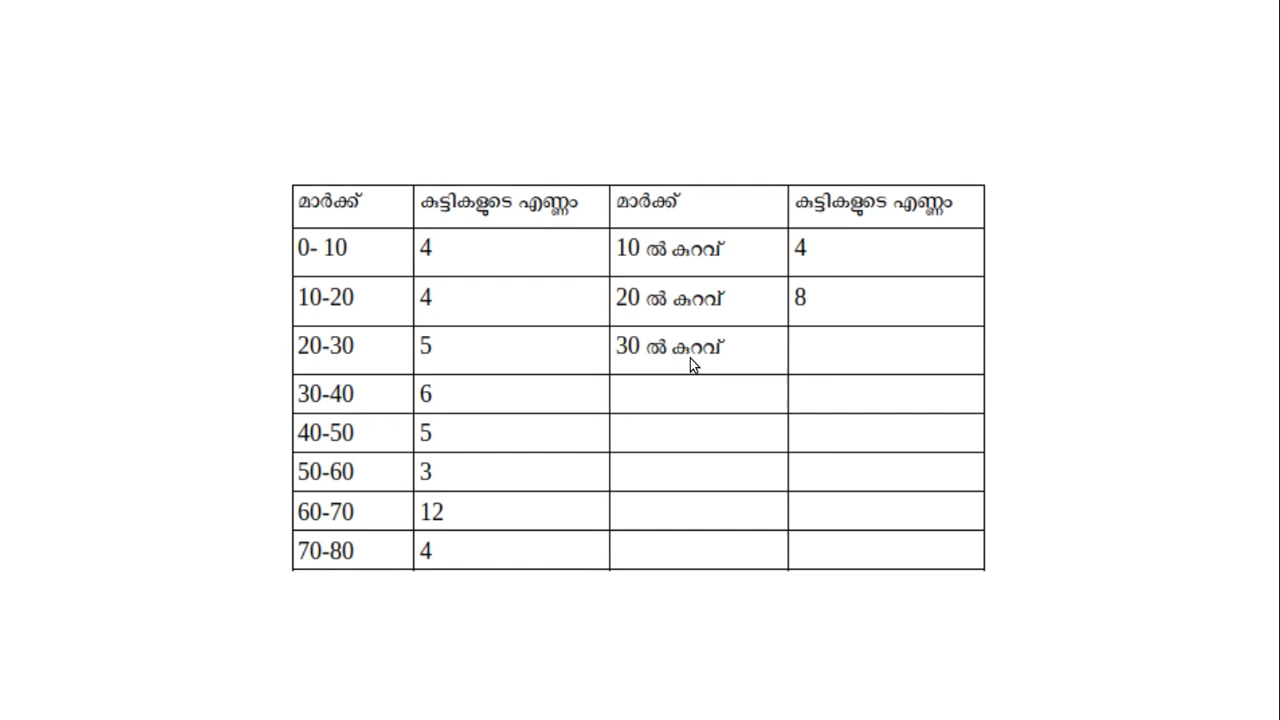 മാർക്ക് കുട്ടികളുടെ എണ്ണം മാർക്ക് കുട്ടികളുടെ എണ്ണം
0- 10 4 10 ൽ കുറവ് 4
10-20 4 20 ൽ കുറവ് 8
20-30 5 30 ൽ കുറവ്
30-40 6
40-50 5
50-60 3
60-70 12
70-80 4